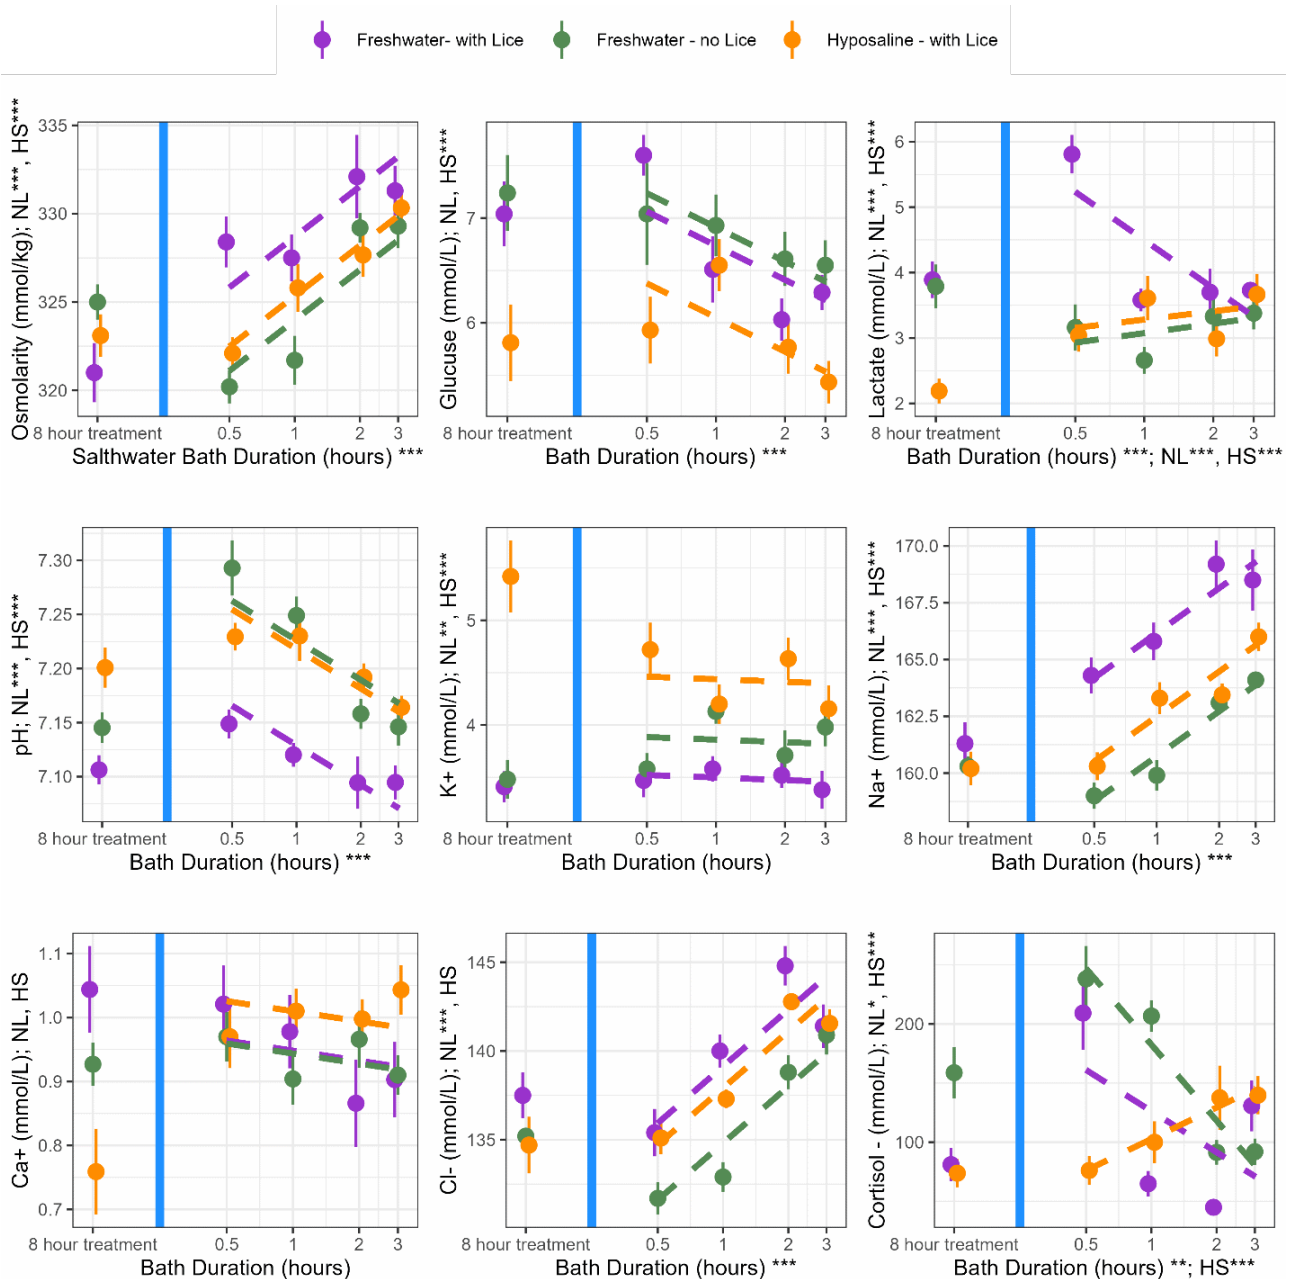 Freshwater- with Lice
Freshwater - no Lice
Hyposaline - with Lice
Osmolarity (mmol/kg); NL***, HS***
335
330
325
320
8 hour treatment
0.5
1
2
3
Salthwater Bath Duration (hours) ***
Glucuse (mmol/L); NL, HS***
7
6
8 hour treatment
0.5
1
2
3
Bath Duration (hours) ***
Lactate (mmol/L); NL***, HS***
6
5
4
3
2
8 hour treatment
0.5
1
2
3
Bath Duration (hours) ***; NL***, HS***
pH; NL***, HS***
7.30
7.25
7.20
7.15
7.10
8 hour treatment
0.5
1
2
3
Bath Duration (hours) ***
K+ (mmol/L); NL**, HS***
5
4
8 hour treatment
0.5
1
2
3
Bath Duration (hours)
Na+ (mmol/L); NL***, HS***
170.0
167.5
165.0
162.5
160.0
8 hour treatment
0.5
1
2
3
Bath Duration (hours) ***
Ca+ (mmol/L); NL, HS
1.1
1.0
0.9
0.8
0.7
8 hour treatment
0.5
1
2
3
Bath Duration (hours)
Cl- (mmol/L); NL ***, HS
145
140
135
8 hour treatment
0.5
1
2
3
Bath Duration (hours) ***
Cortisol - (mmol/L); NL*, HS***
200
100
8 hour treatment
0.5
1
2
3
Bath Duration (hours) **; HS***